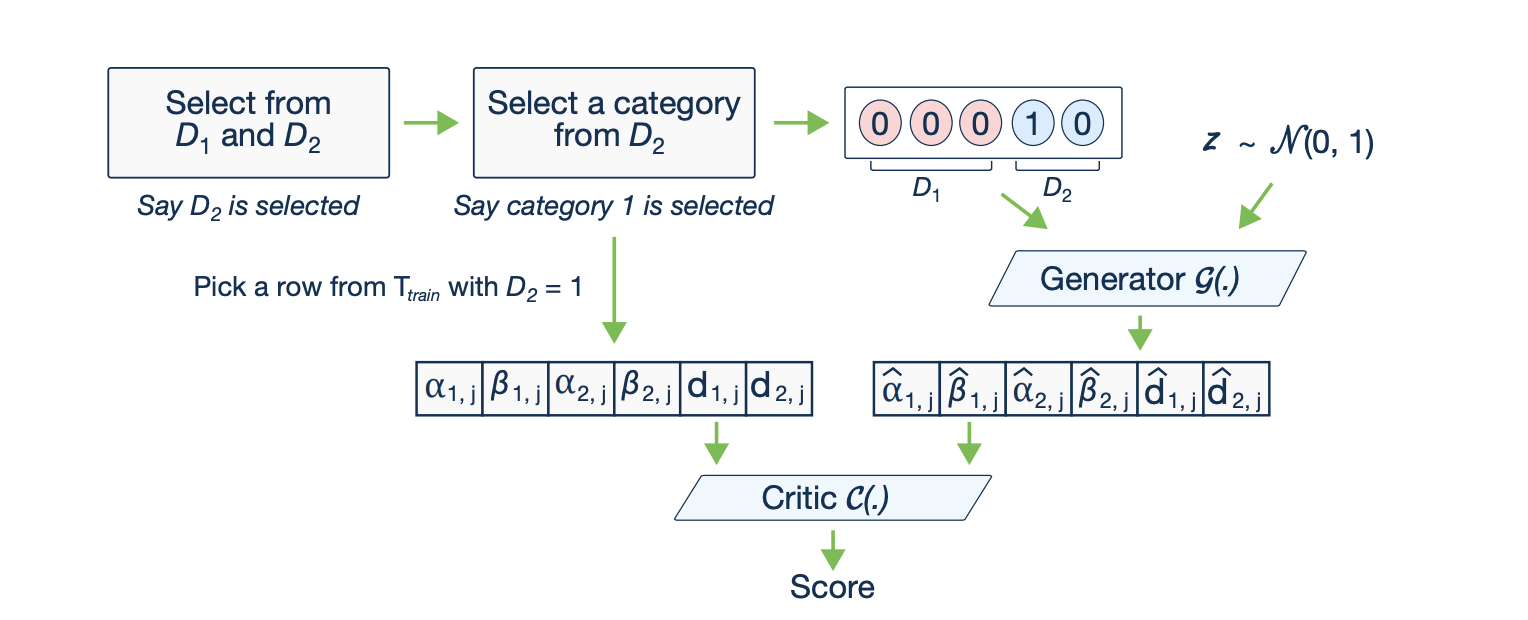 Select from
D₁ and D₂
Say D₂ is selected
Select a category
from D₂
Say category 1 is selected
0 0 0 1 0
D₁ D₂
z ~ 𝒩(0, 1)
Pick a row from T_train with D₂ = 1
Generator 𝒢(.)
α₁, j β₁, j α₂, j β₂, j d₁, j d₂, j
α̂₁, j β̂₁, j α̂₂, j β̂₂, j d̂₁, j d̂₂, j
Critic 𝒞(.)
Score